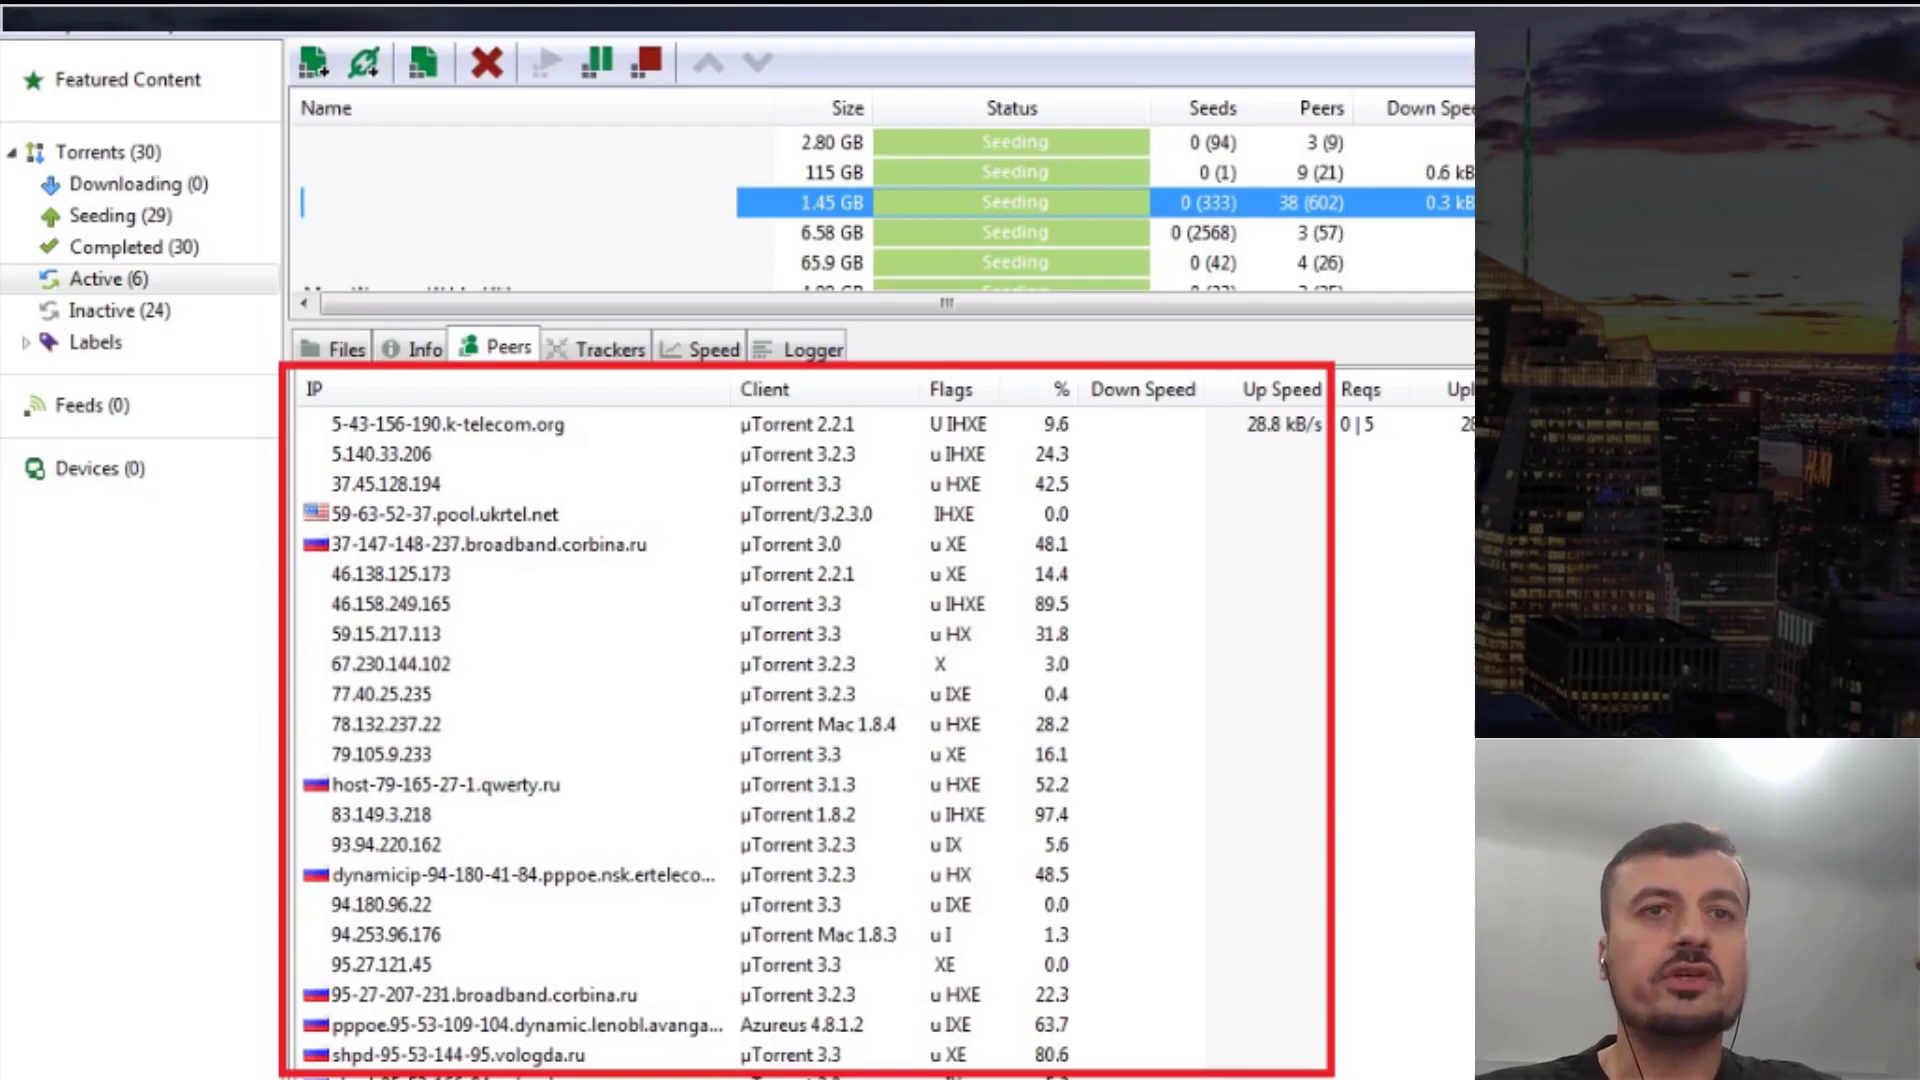 Featured Content
Torrents (30)
Downloading (0)
Seeding (29)
Completed (30)
Active (6)
Inactive (24)
Labels
Feeds (0)
Devices (0)
Name Size Status Seeds Peers Down Spee
2.80 GB Seeding 0 (94) 3 (9)
115 GB Seeding 0 (1) 9 (21) 0.6 kB
1.45 GB Seeding 0 (333) 38 (602) 0.3 kB
6.58 GB Seeding 0 (2568) 3 (57)
65.9 GB Seeding 0 (42) 4 (26)
Files Info Peers Trackers Speed Logger
IP Client Flags % Down Speed Up Speed Reqs Upl
5-43-156-190.k-telecom.org µTorrent 2.2.1 U IHXE 9.6 28.8 kB/s 0 | 5 28
5.140.33.206 µTorrent 3.2.3 u IHXE 24.3
37.45.128.194 µTorrent 3.3 u HXE 42.5
59-63-52-37.pool.ukrtel.net µTorrent/3.2.3.0 IHXE 0.0
37-147-148-237.broadband.corbina.ru µTorrent 3.0 u XE 48.1
46.138.125.173 µTorrent 2.2.1 u XE 14.4
46.158.249.165 uTorrent 3.3 u IHXE 89.5
59.15.217.113 µTorrent 3.3 u HX 31.8
67.230.144.102 µTorrent 3.2.3 X 3.0
77.40.25.235 µTorrent 3.2.3 u IXE 0.4
78.132.237.22 µTorrent Mac 1.8.4 u HXE 28.2
79.105.9.233 µTorrent 3.3 u XE 16.1
host-79-165-27-1.qwerty.ru µTorrent 3.1.3 u HXE 52.2
83.149.3.218 µTorrent 1.8.2 u IHXE 97.4
93.94.220.162 µTorrent 3.2.3 u IX 5.6
dynamicip-94-180-41-84.pppoe.nsk.erteleco... µTorrent 3.2.3 u HX 48.5
94.180.96.22 µTorrent 3.3 u IXE 0.0
94.253.96.176 µTorrent Mac 1.8.3 u I 1.3
95.27.121.45 µTorrent 3.3 XE 0.0
95-27-207-231.broadband.corbina.ru µTorrent 3.2.3 u HXE 22.3
pppoe.95-53-109-104.dynamic.lenobl.avanga... Azureus 4.8.1.2 u IXE 63.7
shpd-95-53-144-95.vologda.ru µTorrent 3.3 u XE 80.6